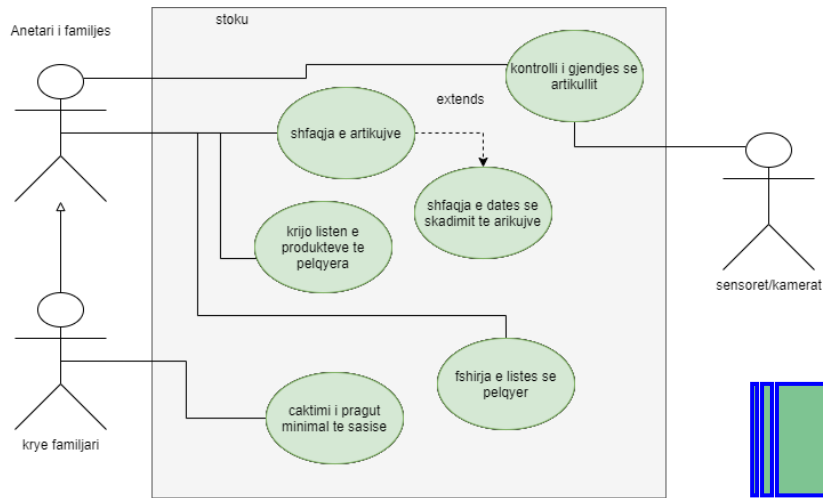 stoku
Anetari i familjes
kontrolli i gjendjes se
artikullit
extends
shfaqja e artikujve
shfaqja e dates se
skadimit te arikujve
krijo listen e
produkteve te
pelqyera
sensoret/kamerat
fshirja e listes se
pelqyer
caktimi i pragut
minimal te sasise
krye familjari